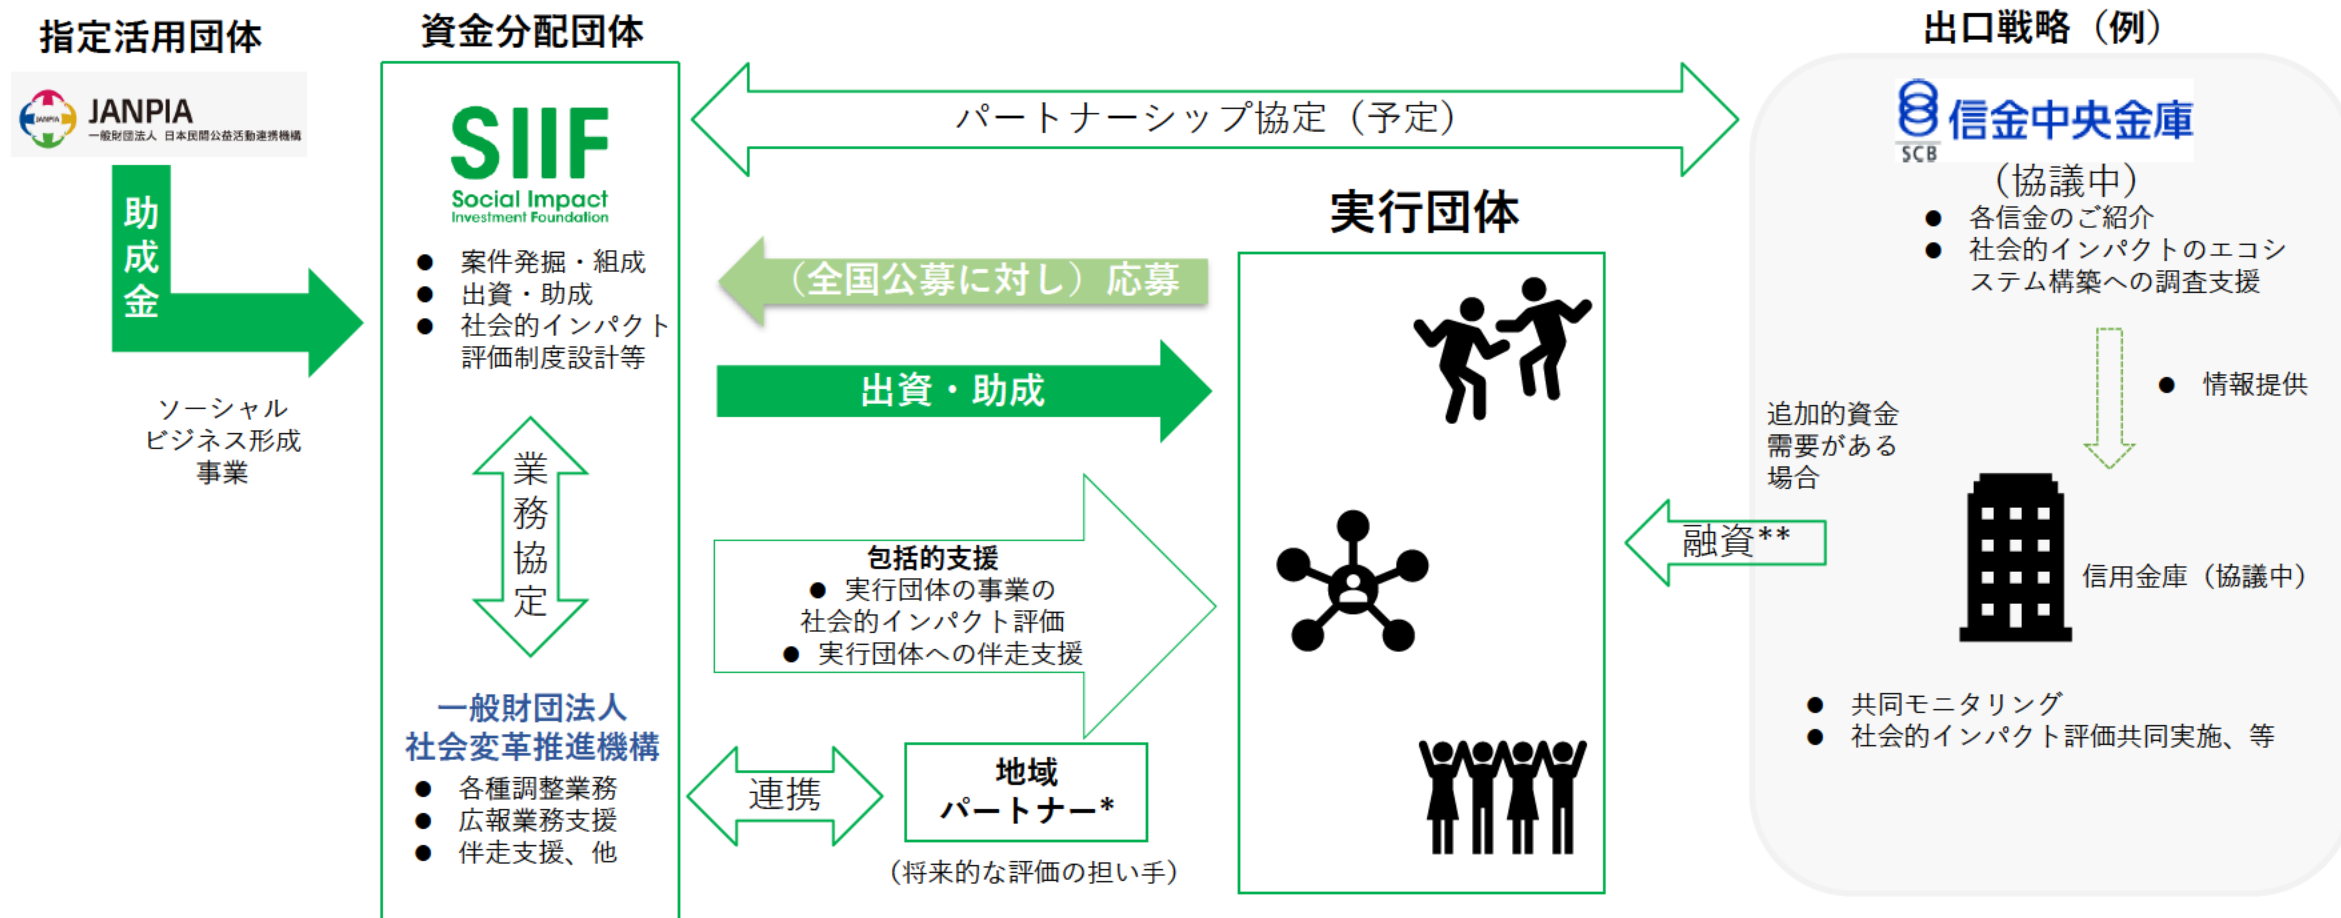 指定活用団体
JANPIA
JANPIA
一般財団法人 日本民間公益活動連携機構
助
成
金
ソーシャル
ビジネス形成
事業
資金分配団体
SIIF
Social Impact
Investment Foundation
● 案件発掘・組成
● 出資・助成
● 社会的インパクト
評価制度設計等
業
務
協
定
一般財団法人
社会変革推進機構
● 各種調整業務
● 広報業務支援
● 伴走支援、他
パートナーシップ協定（予定）
（全国公募に対し）応募
出資・助成
包括的支援
● 実行団体の事業の
社会的インパクト評価
● 実行団体への伴走支援
連携
地域
パートナー*
（将来的な評価の担い手）
実行団体
出口戦略（例）
信金中央金庫
SCB
（協議中）
● 各信金のご紹介
● 社会的インパクトのエコシ
ステム構築への調査支援
● 情報提供
追加的資金
需要がある
場合
融資**
信用金庫（協議中）
● 共同モニタリング
● 社会的インパクト評価共同実施、等